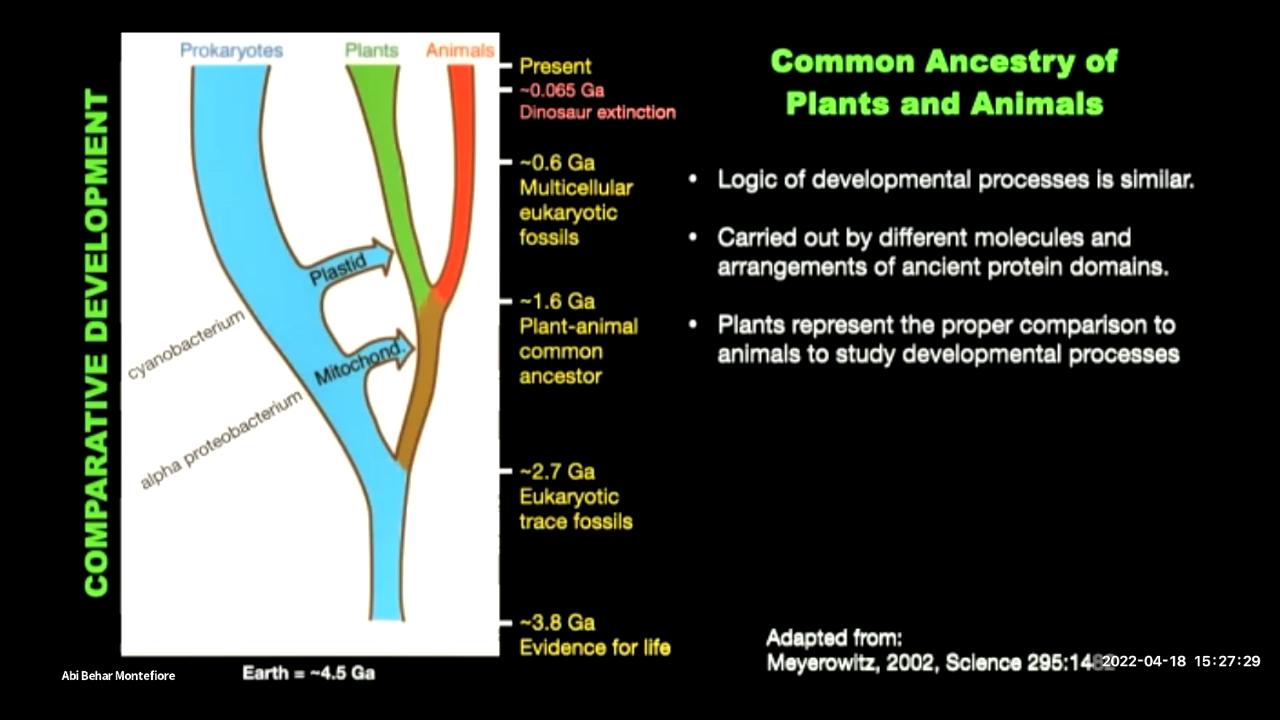 COMPARATIVE DEVELOPMENT
Prokaryotes
Plants
Animals
Plastid
Mitochond.
cyanobacterium
alpha proteobacterium
Present
~0.065 Ga
Dinosaur extinction
~0.6 Ga
Multicellular
eukaryotic
fossils
~1.6 Ga
Plant-animal
common
ancestor
~2.7 Ga
Eukaryotic
trace fossils
~3.8 Ga
Evidence for life
Earth = ~4.5 Ga
Common Ancestry of
Plants and Animals
• Logic of developmental processes is similar.
• Carried out by different molecules and
arrangements of ancient protein domains.
• Plants represent the proper comparison to
animals to study developmental processes
Adapted from:
Meyerowitz, 2002, Science
2022-04-18 15:27:29
Abi Behar Montefiore